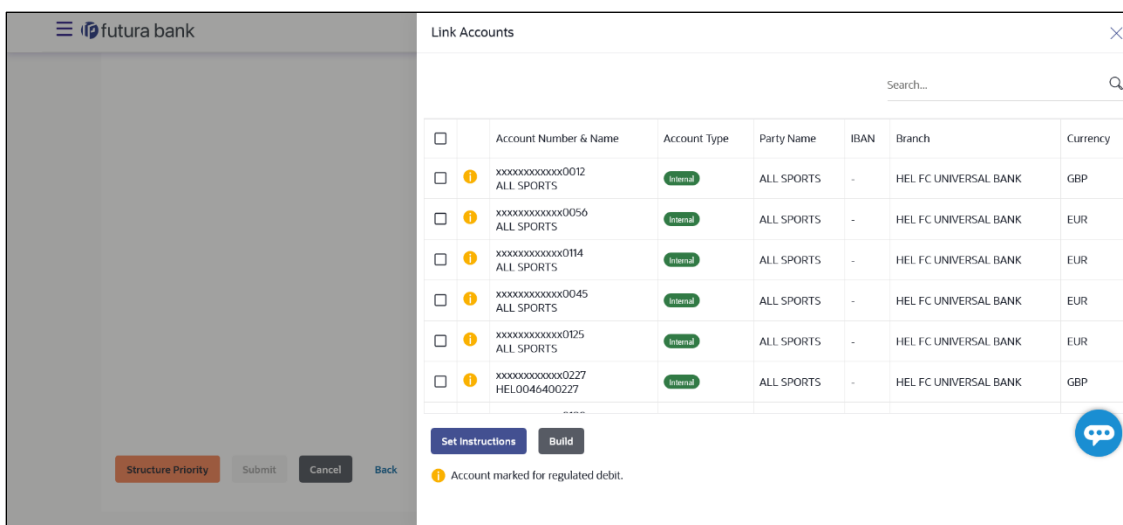 futura bank
Link Accounts
Search...
Account Number & Name Account Type Party Name IBAN Branch Currency
xxxxxxxxxxxx0012
ALL SPORTS
Internal ALL SPORTS - HEL FC UNIVERSAL BANK GBP
xxxxxxxxxxxx0056
ALL SPORTS
Internal ALL SPORTS - HEL FC UNIVERSAL BANK EUR
xxxxxxxxxxxx0114
ALL SPORTS
Internal ALL SPORTS - HEL FC UNIVERSAL BANK EUR
xxxxxxxxxxxx0045
ALL SPORTS
Internal ALL SPORTS - HEL FC UNIVERSAL BANK EUR
xxxxxxxxxxxx0125
ALL SPORTS
Internal ALL SPORTS - HEL FC UNIVERSAL BANK EUR
xxxxxxxxxxxx0227
HEL0046400227
Internal ALL SPORTS - HEL FC UNIVERSAL BANK GBP
Set Instructions Build
Structure Priority Submit Cancel Back
Account marked for regulated debit.